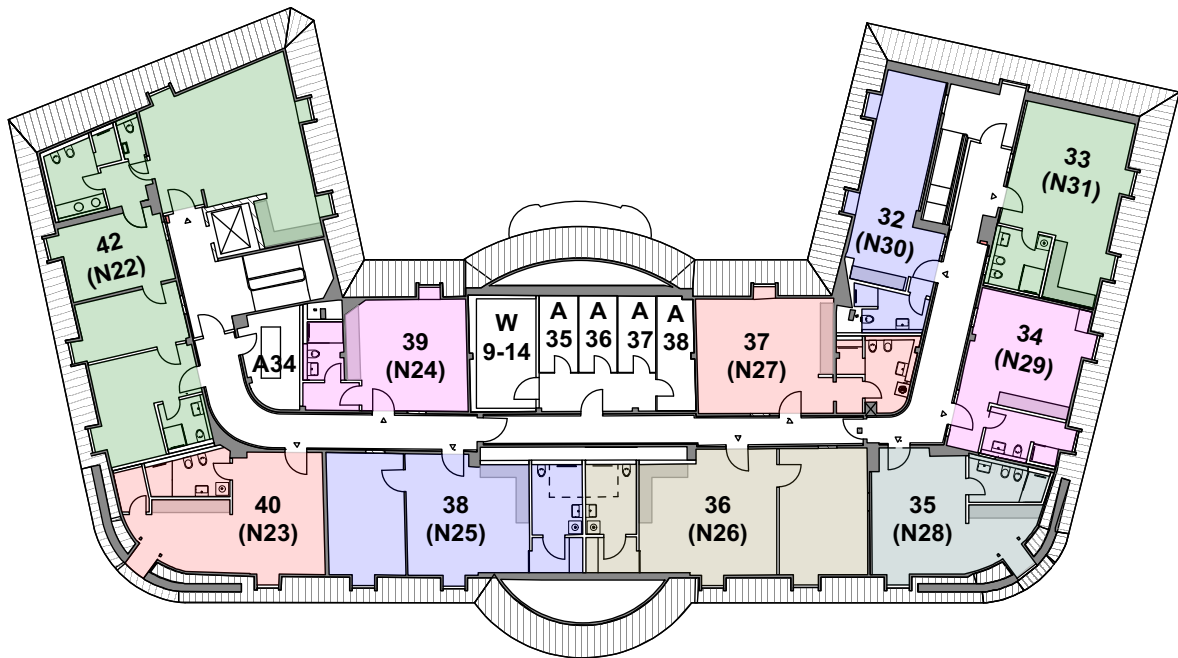 33
(N31)
32
(N30)
42
(N22)
W
9-14
A
35
A
36
A
37
A
38
A34
39
(N24)
37
(N27)
34
(N29)
40
(N23)
38
(N25)
36
(N26)
35
(N28)